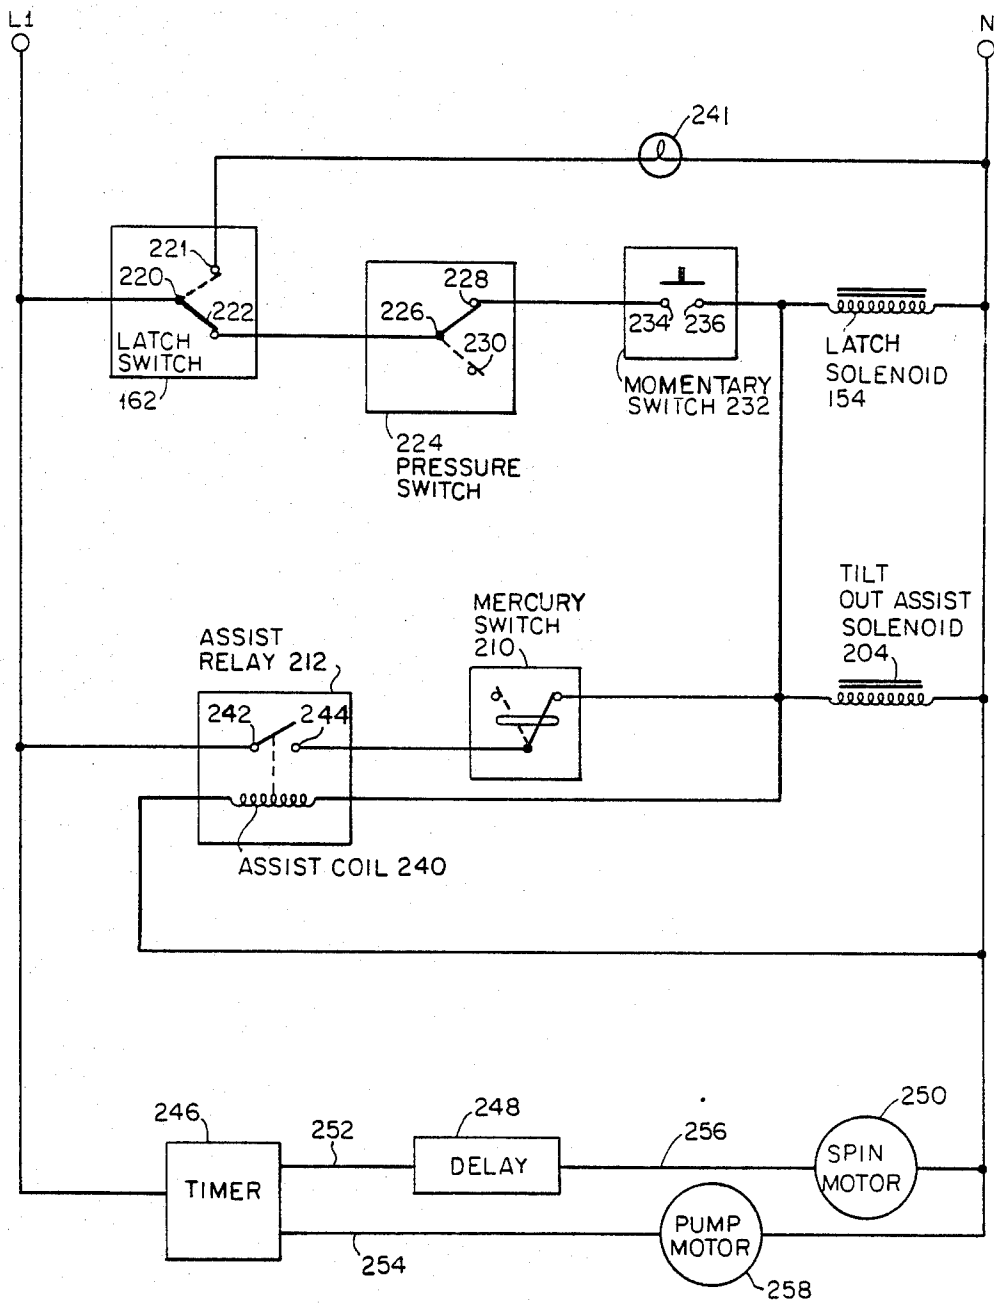 L1
N
241
221
220
222
LATCH
SWITCH
162
228
226
230
224
PRESSURE
SWITCH
234
236
MOMENTARY
SWITCH 232
LATCH
SOLENOID
154
TILT
OUT ASSIST
SOLENOID
204
MERCURY
SWITCH
210
ASSIST
RELAY 212
242
244
ASSIST COIL 240
246
TIMER
252
248
DELAY
256
250
SPIN
MOTOR
254
PUMP
MOTOR
258